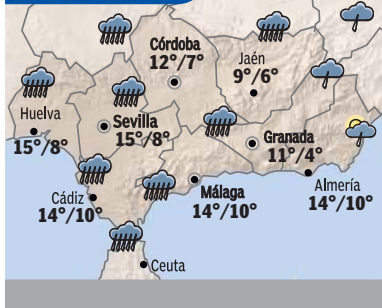 Córdoba
12°/7°
Jaén
9°/6°
Huelva
15°/8°
Sevilla
15°/8°
Granada
11°/4°
Cádiz
14°/10°
Málaga
14°/10°
Almería
14°/10°
Ceuta